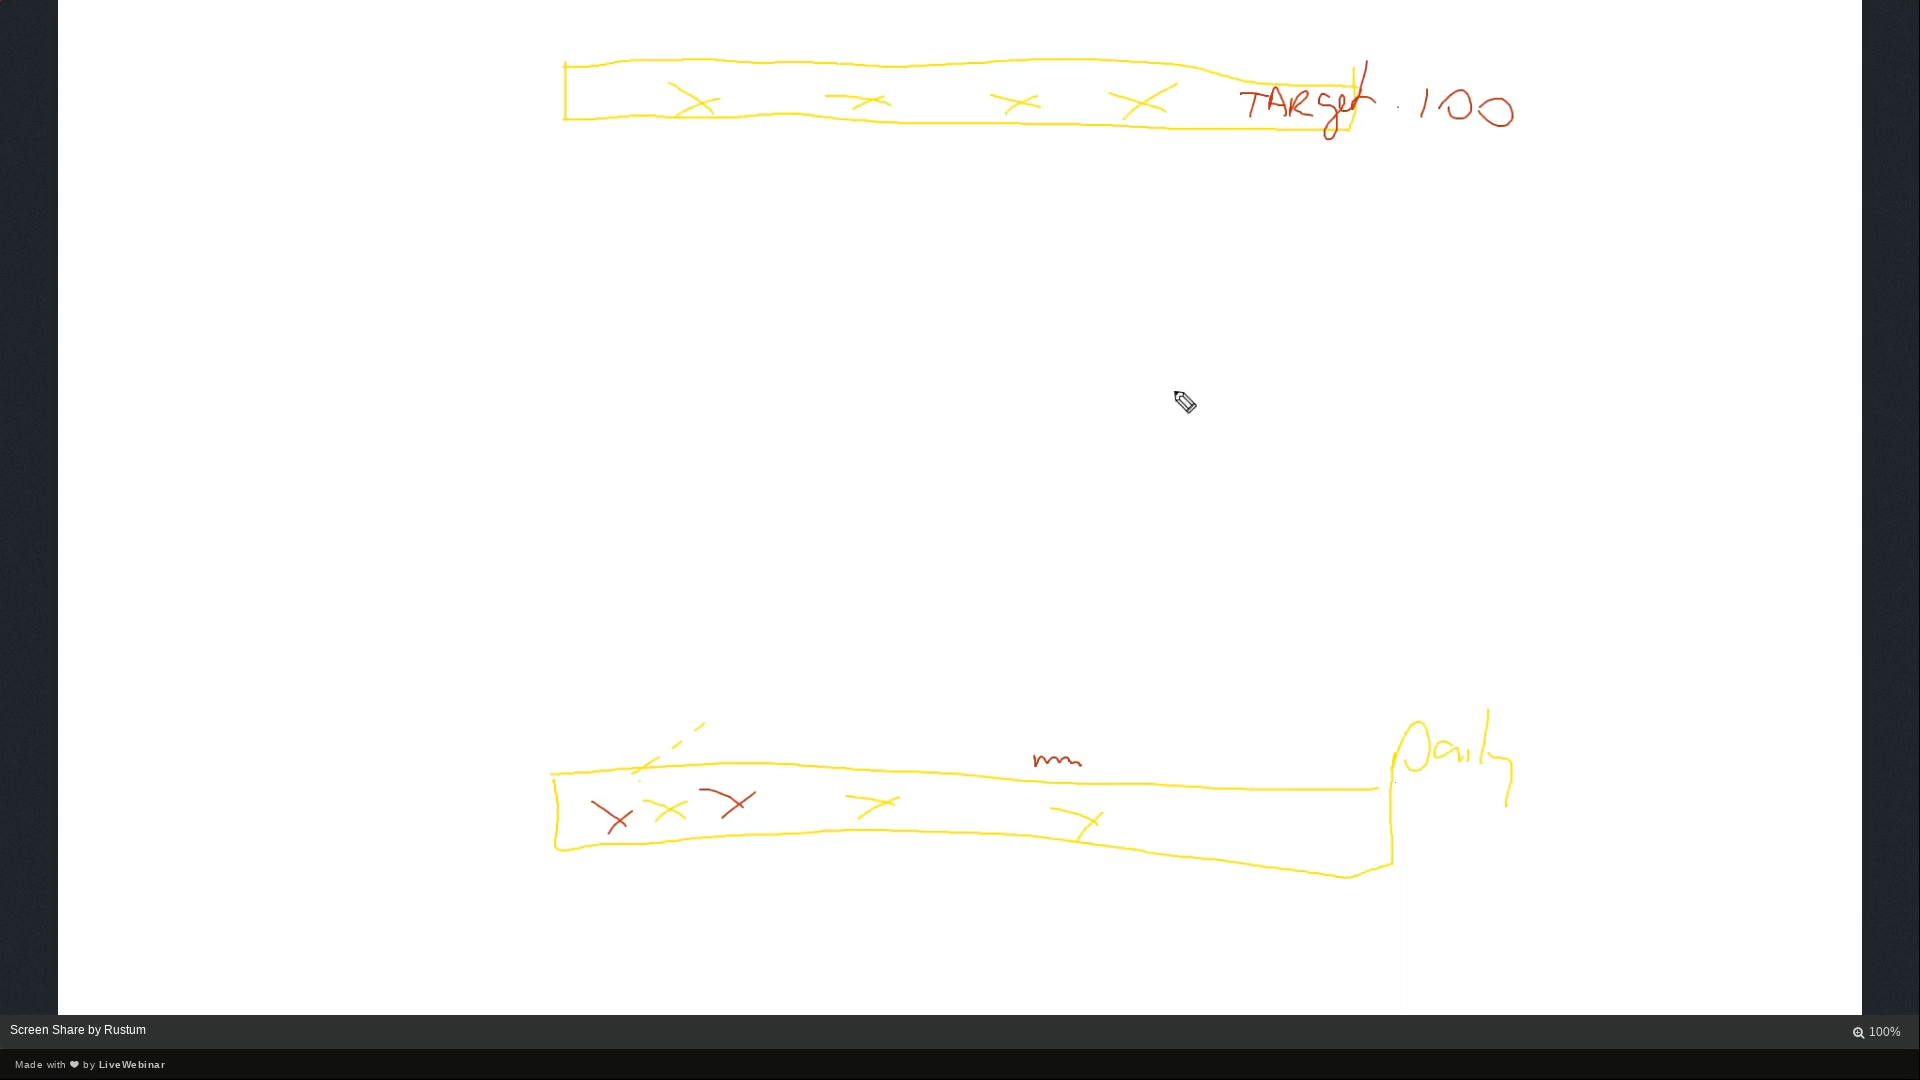 TARget . 100
Daily
Screen Share by Rustum
100%
Made with ❤ by LiveWebinar